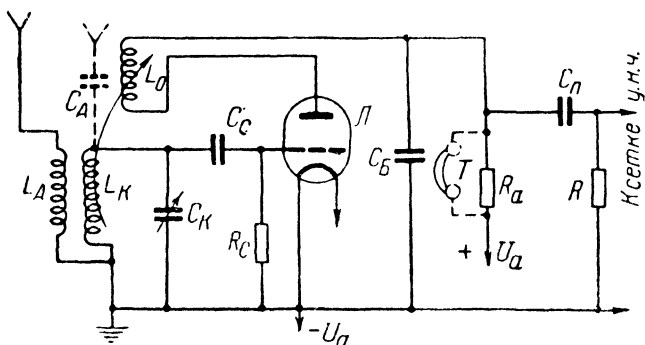 C_A
L_o
L_A
L_K
C_K
C_c
R_c
Л
C_Б
T
R_a
+ U_a
-U_a
C_п
R
К сетке у.н.ч.